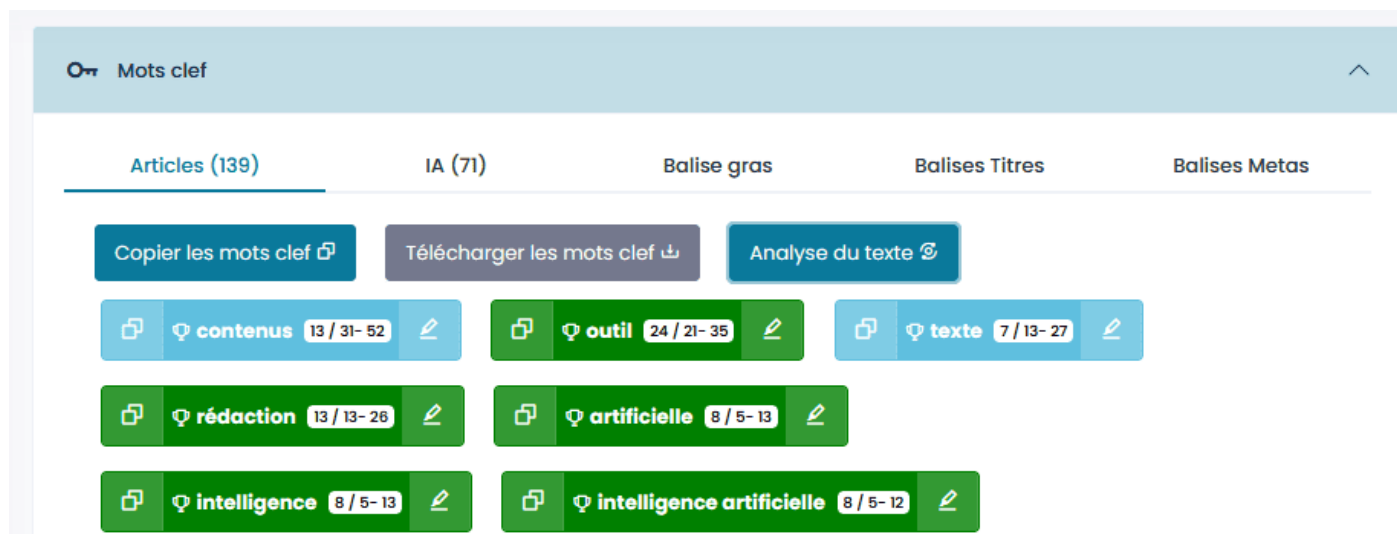 Mots clef
Articles (139) IA (71) Balise gras Balises Titres Balises Metas
Copier les mots clef Télécharger les mots clef Analyse du texte
contenus 13 / 31- 52 outil 24 / 21- 35 texte 7 / 13- 27
rédaction 13 / 13- 26 artificielle 8 / 5- 13
intelligence 8 / 5- 13 intelligence artificielle 8 / 5- 12